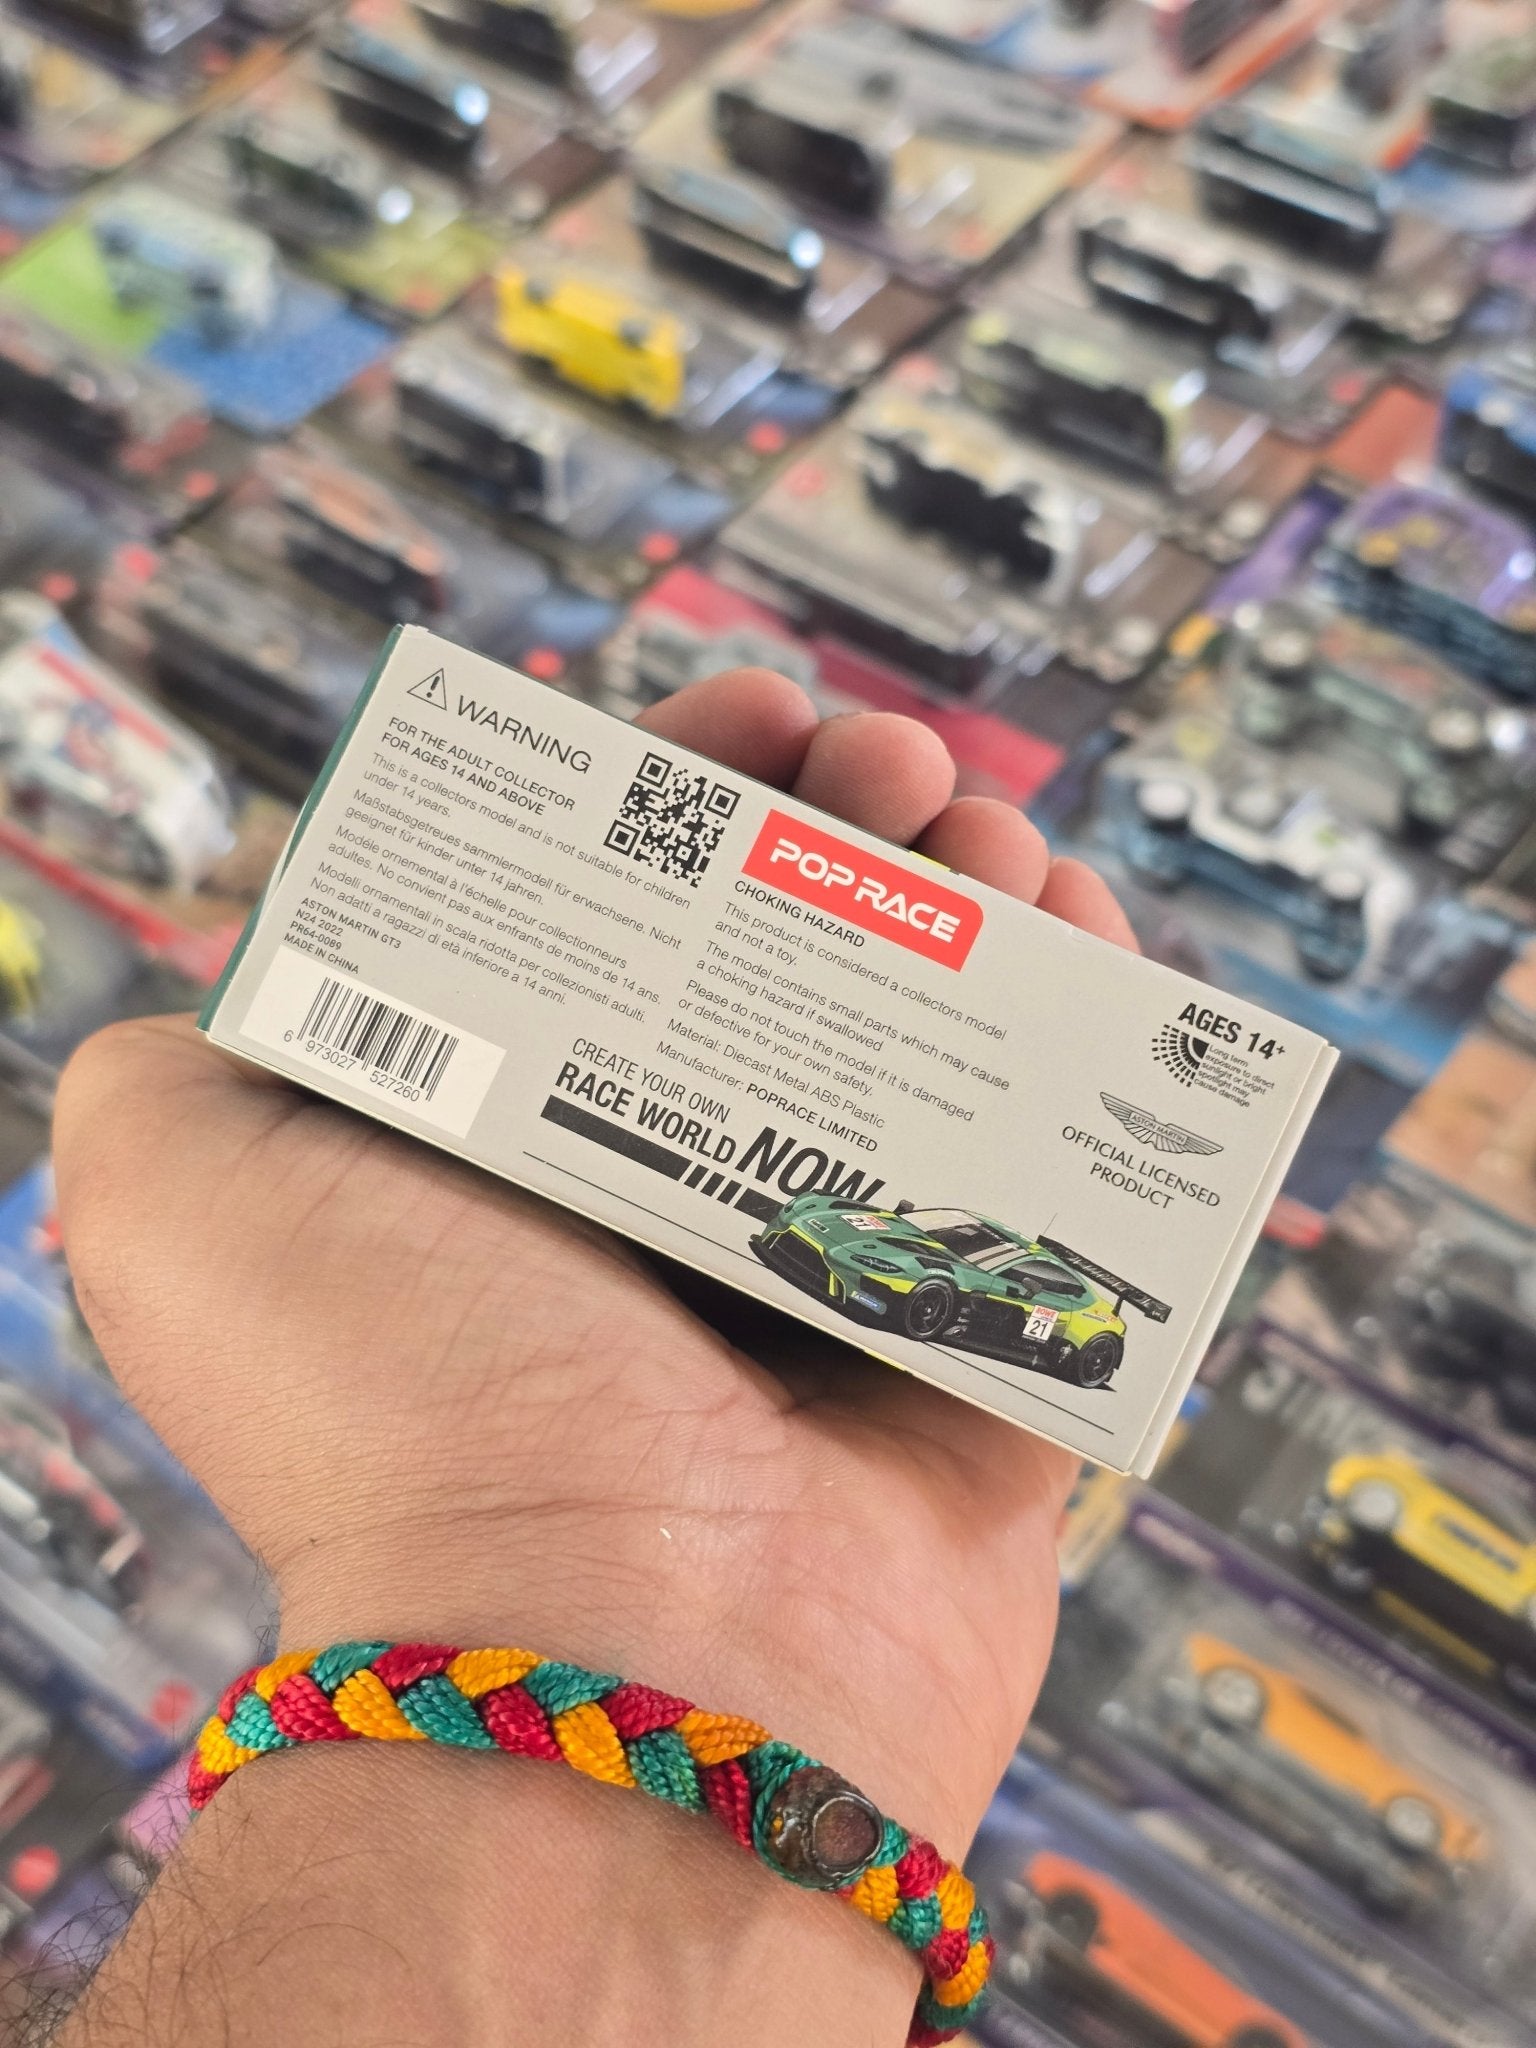 WARNING
FOR THE ADULT COLLECTOR
FOR AGES 14 AND ABOVE
This is a collectors model and is not suitable for children
under 14 years.
Maßstabsgetreues sammiermodell für erwachsene. Nicht
geeignet für kinder unter 14 jahren.
Modéle ornemental à l'échelle pour collectionneurs
adultes. No convient pas aux enfrants de moins de 14 ans.
Modelli ornamentali in scala ridotta per collezionisti adulti.
Non adatti a ragazzi di età inferiore a 14 anni.
ASTON MARTIN GT3
N24 2022
PR64-0089
MADE IN CHINA
6 973027 527260
POP RACE
CHOKING HAZARD
This product is considered a collectors model
and not a toy.
The model contains small parts which may cause
a choking hazard if swallowed
Please do not touch the model if it is damaged
or defective for your own safety.
Material: Diecast Metal ABS Plastic
Manufacturer: POPRACE LIMITED
CREATE YOUR OWN
RACE WORLD NOW
AGES 14+
Long term
exposure to direct
sunlight or bright
spotlight may
cause damage
ASTON MARTIN
OFFICIAL LICENSED
PRODUCT
21
ROWE
21